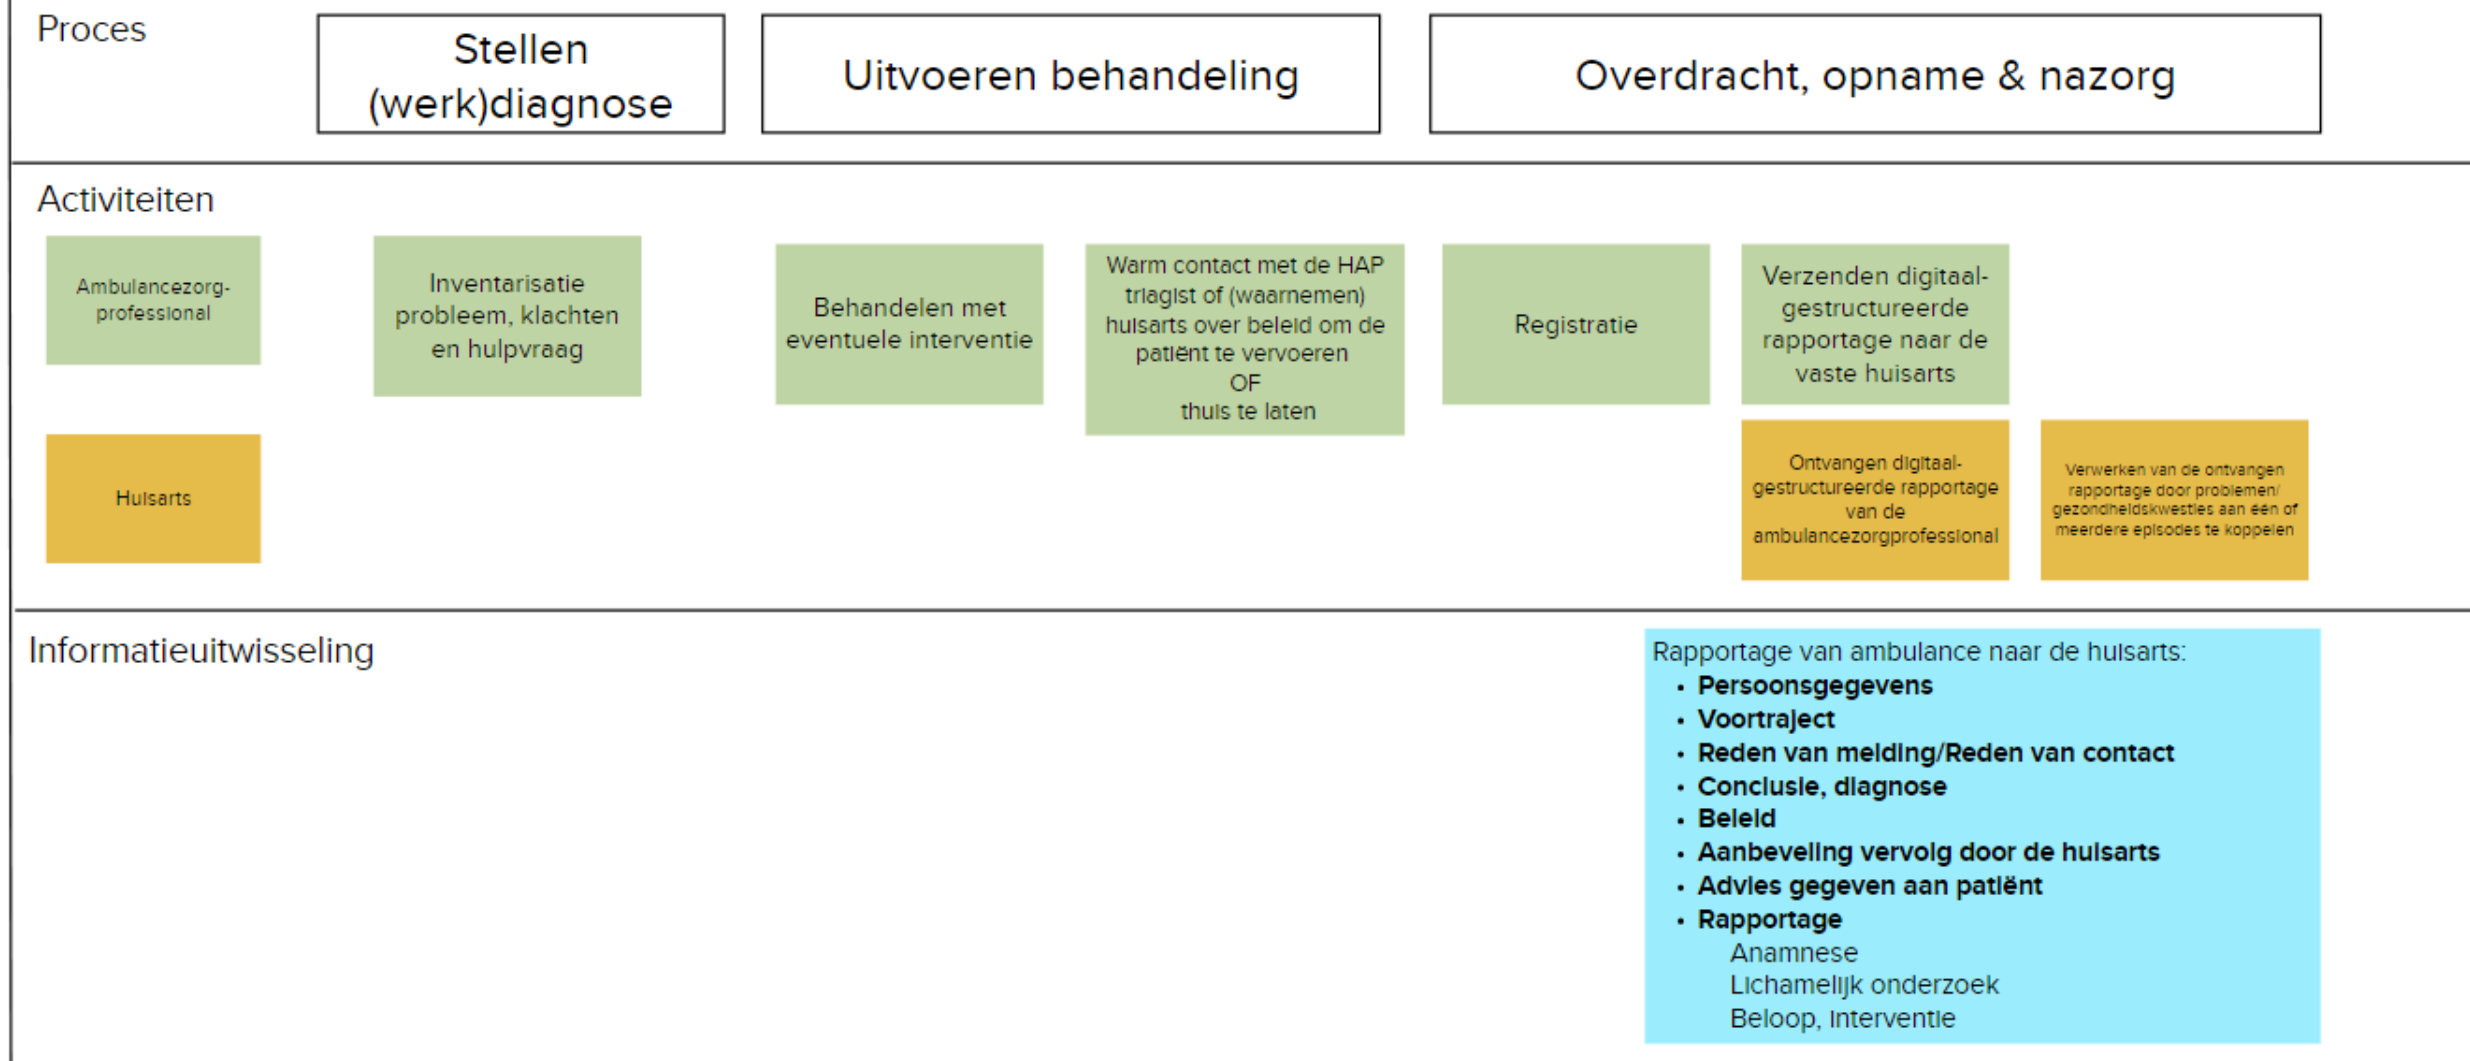 Proces
Stellen
(werk)diagnose
Uitvoeren behandeling
Overdracht, opname & nazorg
Activiteiten
Ambulancezorg-
professional
Inventarisatie
probleem, klachten
en hulpvraag
Behandelen met
eventuele interventie
Warm contact met de HAP
triagist of (waarnemen)
huisarts over beleid om de
patiënt te vervoeren
OF
thuis te laten
Registratie
Verzenden digitaal-
gestructureerde
rapportage naar de
vaste huisarts
Huisarts
Ontvangen digitaal-
gestructureerde rapportage
van de
ambulancezorgprofessional
Verwerken van de ontvangen
rapportage door problemen/
gezondheidskwesties aan één of
meerdere episodes te koppelen
Informatieuitwisseling
Rapportage van ambulance naar de huisarts:
• Persoonsgegevens
• Voortraject
• Reden van melding/Reden van contact
• Conclusie, diagnose
• Beleid
• Aanbeveling vervolg door de huisarts
• Advies gegeven aan patiënt
• Rapportage
Anamnese
Lichamelijk onderzoek
Beloop, interventie